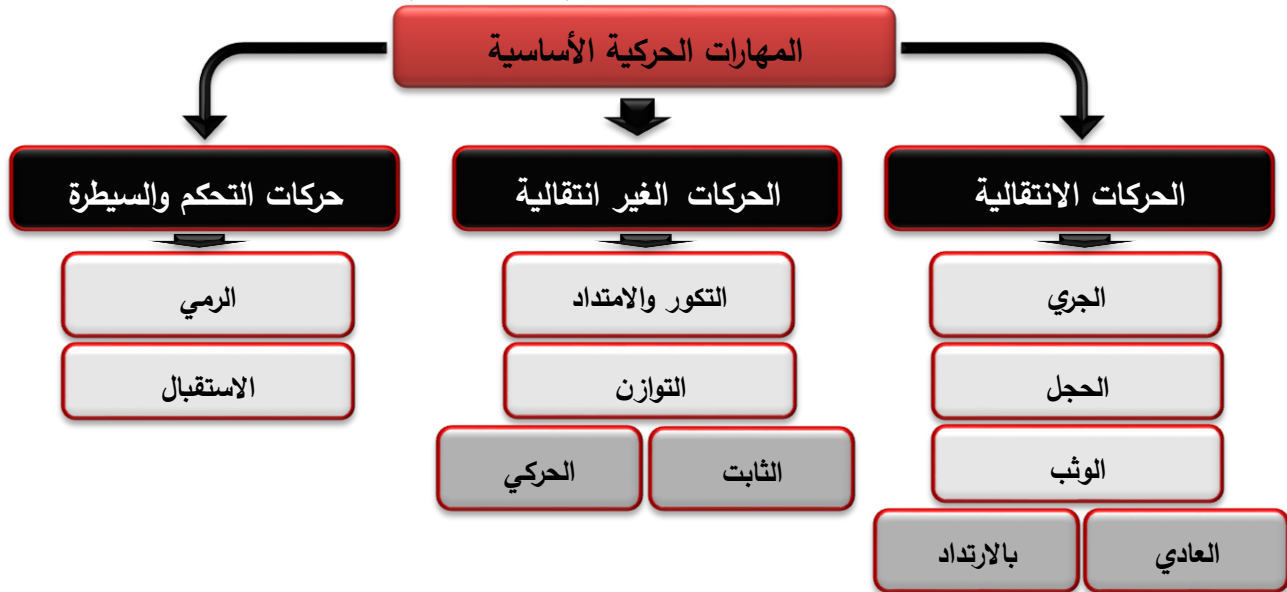 المهارات الحركية الأساسية
الحركات الانتقالية
الحركات الغير انتقالية
حركات التحكم والسيطرة
الجري
التكور والامتداد
الرمي
الحجل
التوازن
الاستقبال
الوثب
الثابت
الحركي
العادي
بالارتداد